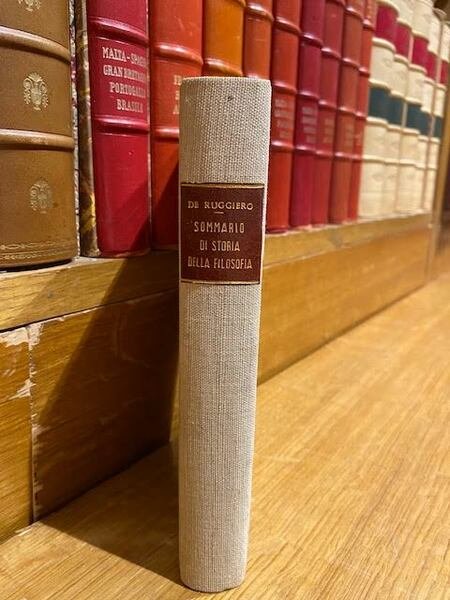 MALTA-SPAGNA
GRAN BRETAGNA
PORTOGALLO
BRASILE
DE RUGGIERO
SOMMARIO
DI STORIA
DELLA FILOSOFIA